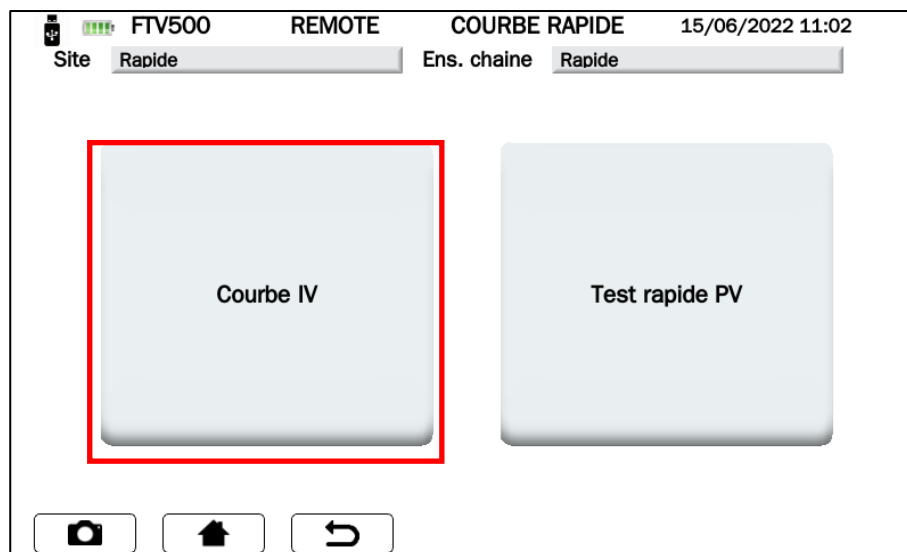 FTV500 REMOTE COURBE RAPIDE 15/06/2022 11:02
Site Rapide Ens. chaine Rapide
Courbe IV Test rapide PV